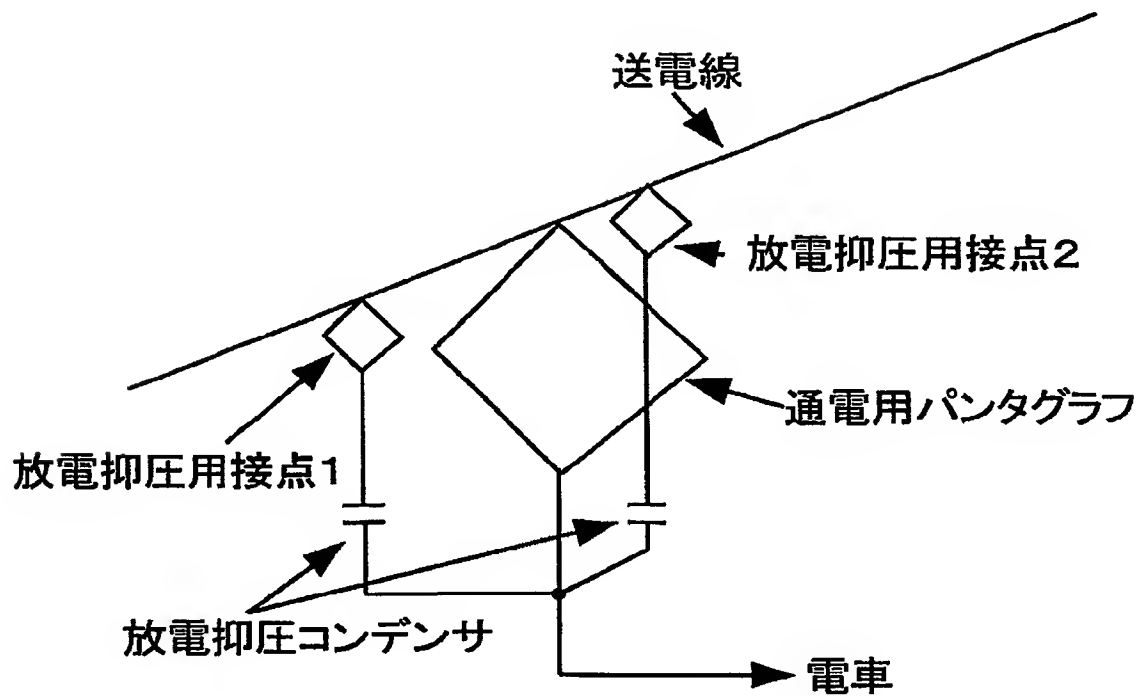 送電線
放電抑圧用接点2
通電用パンタグラフ
放電抑圧用接点1
放電抑圧コンデンサ
電車